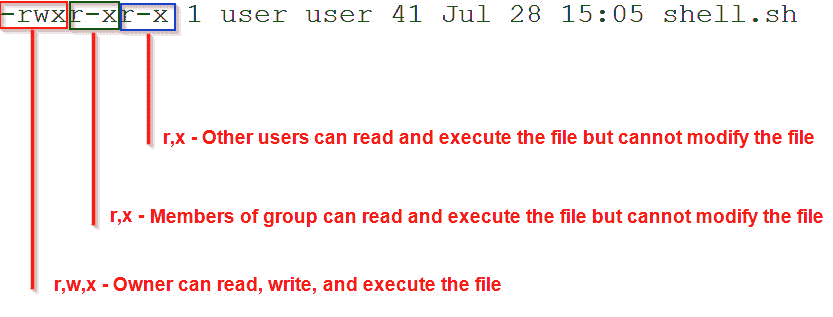 -rwxr-xr-x 1 user user 41 Jul 28 15:05 shell.sh
r,x - Other users can read and execute the file but cannot modify the file
r,x - Members of group can read and execute the file but cannot modify the file
r,w,x - Owner can read, write, and execute the file